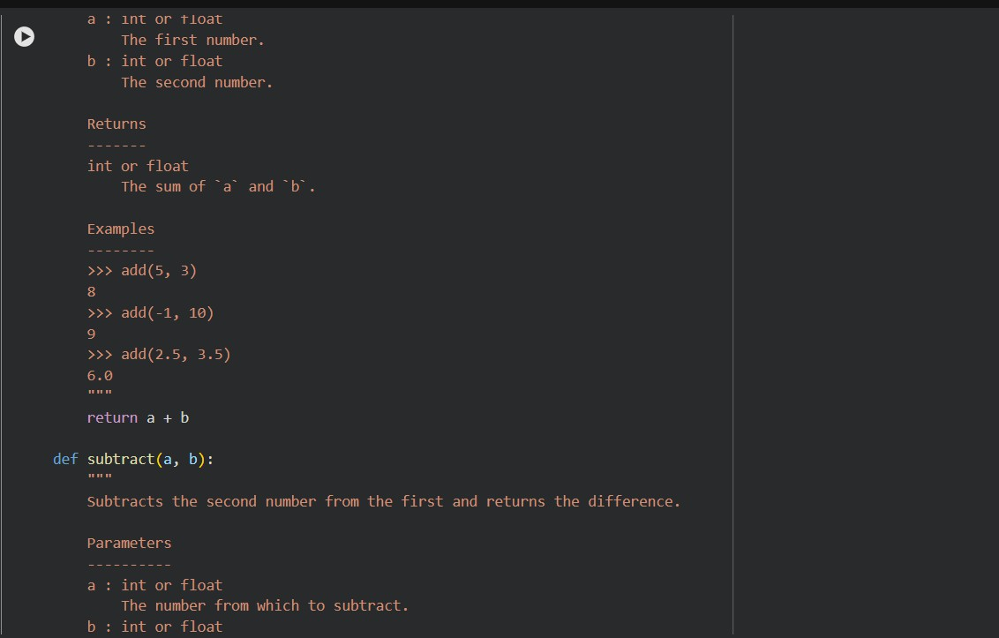 a : int or float
The first number.
b : int or float
The second number.
Returns
-------
int or float
The sum of `a` and `b`.
Examples
--------
>>> add(5, 3)
8
>>> add(-1, 10)
9
>>> add(2.5, 3.5)
6.0
"""
return a + b
def subtract(a, b):
"""
Subtracts the second number from the first and returns the difference.
Parameters
----------
a : int or float
The number from which to subtract.
b : int or float